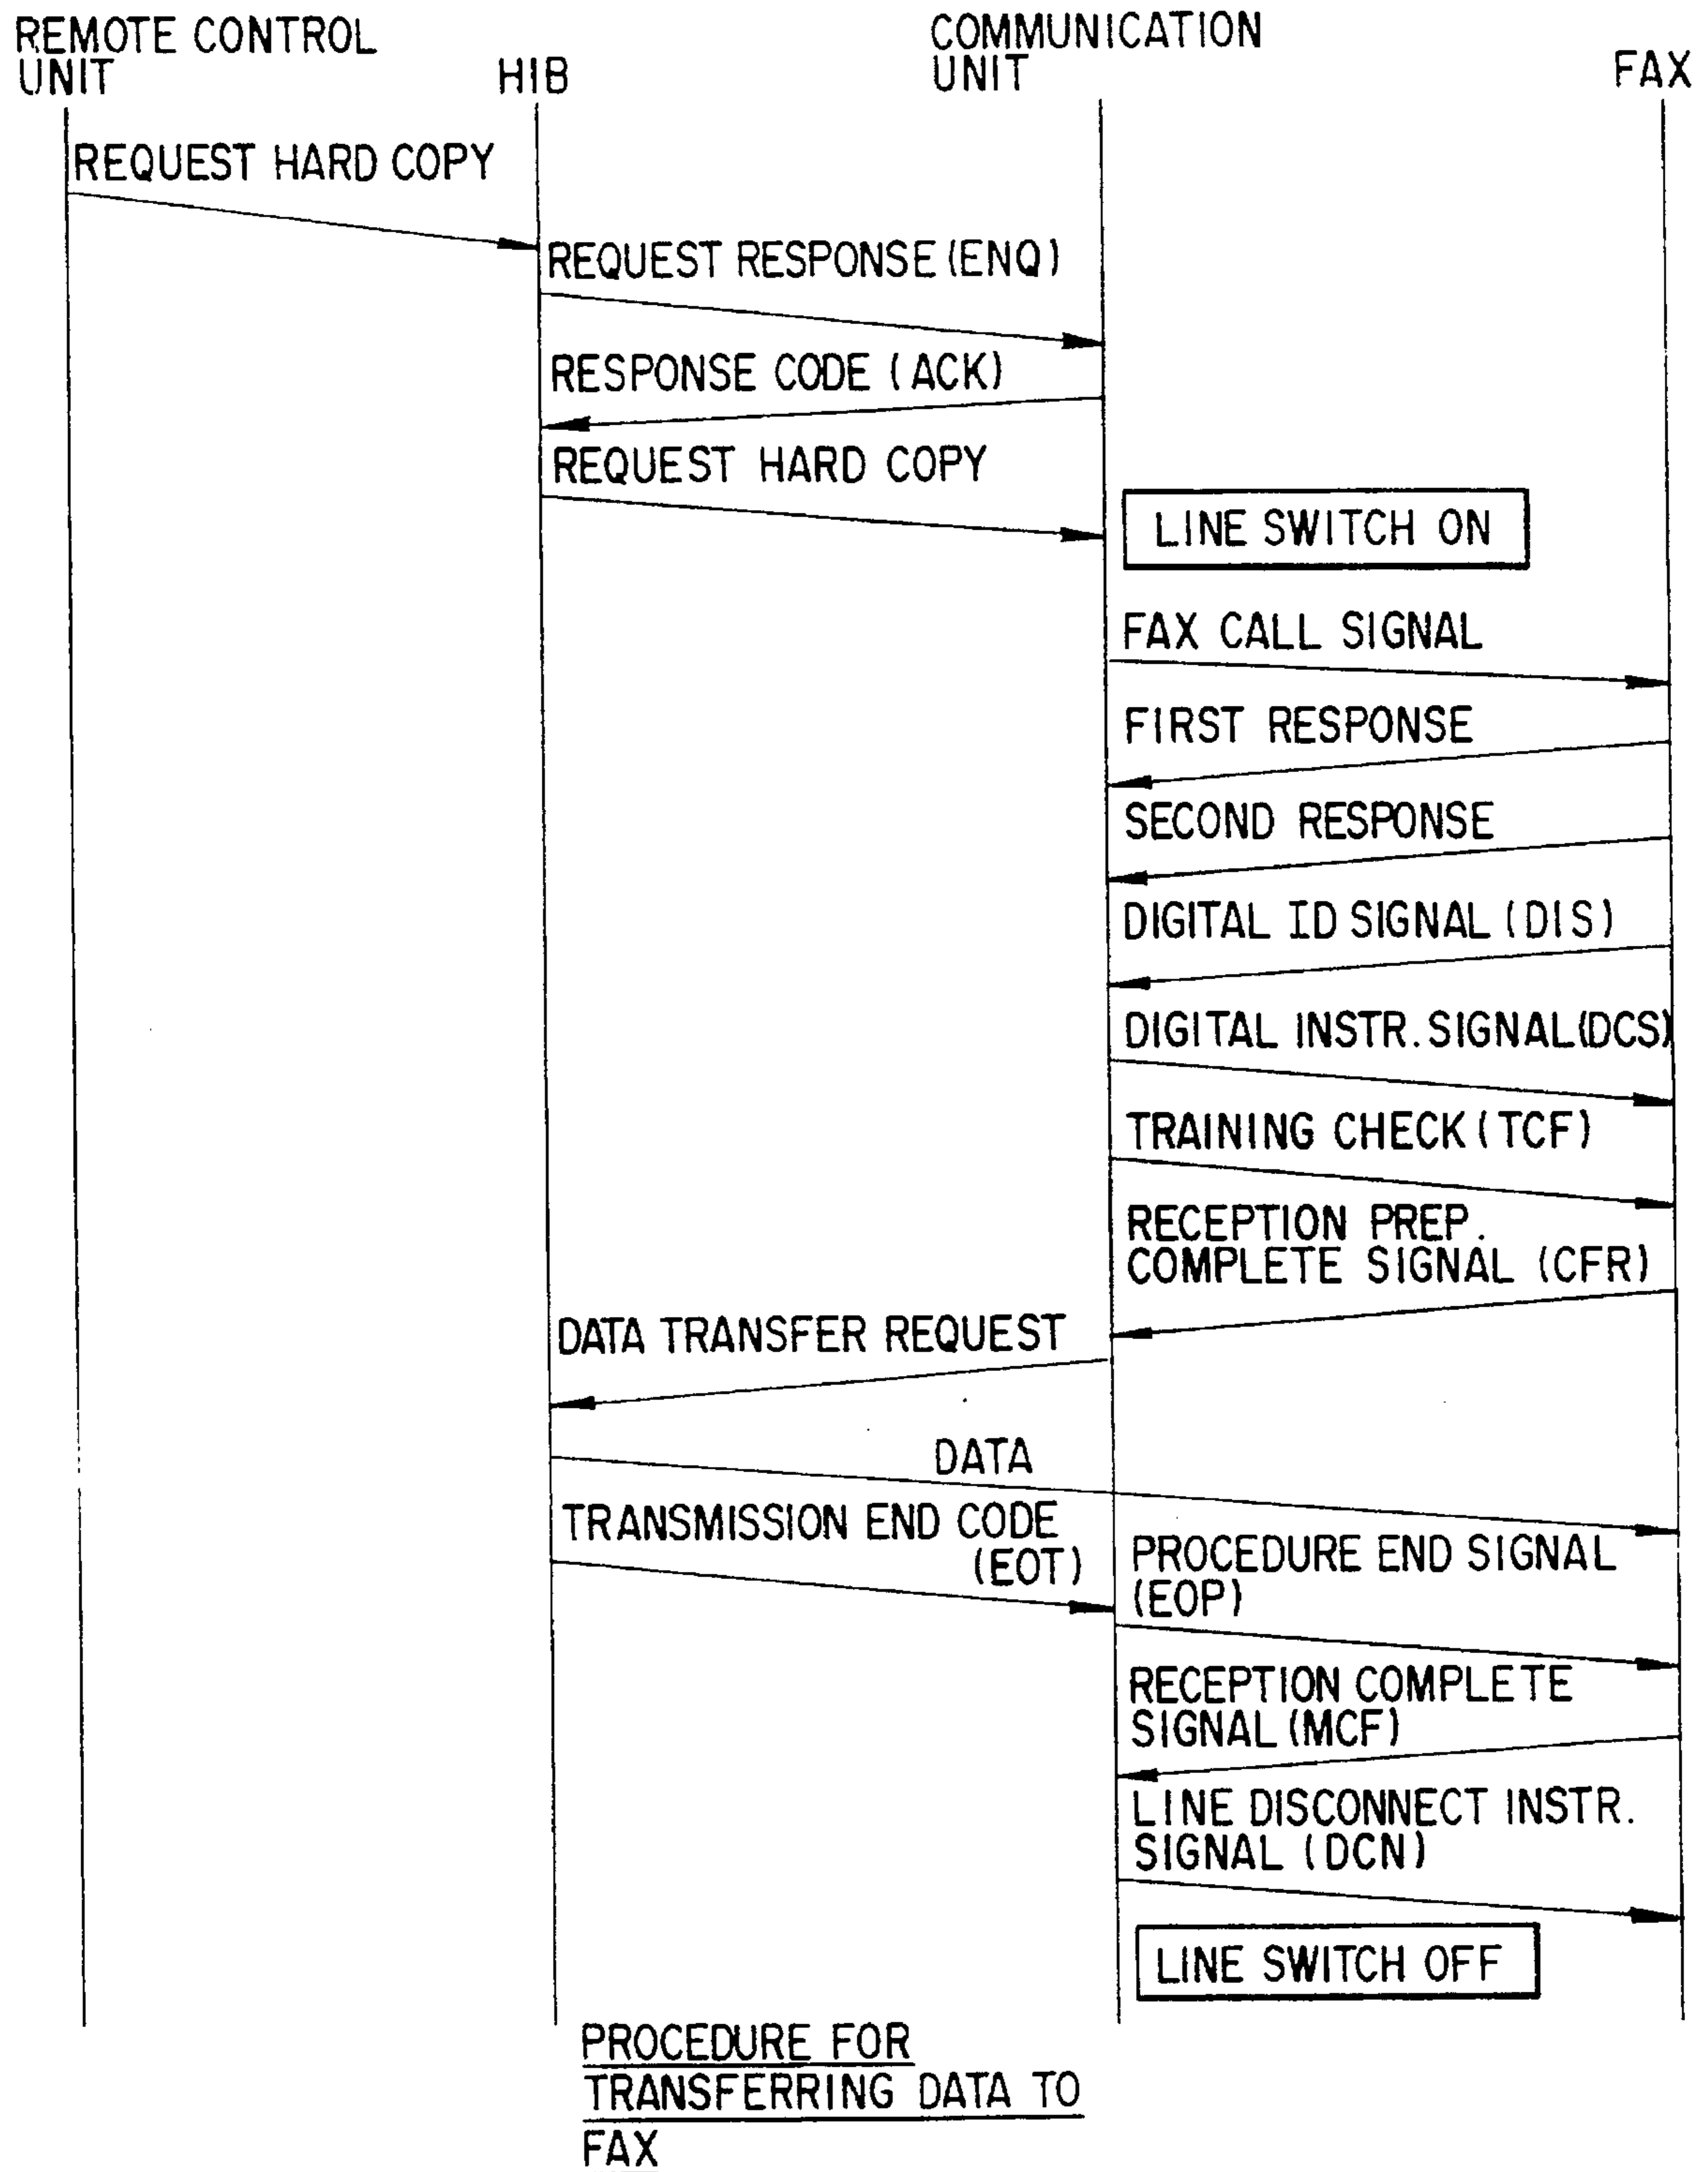 REMOTE CONTROL
UNIT
HIB
COMMUNICATION
UNIT
FAX
REQUEST HARD COPY
REQUEST RESPONSE (ENQ)
RESPONSE CODE (ACK)
REQUEST HARD COPY
LINE SWITCH ON
FAX CALL SIGNAL
FIRST RESPONSE
SECOND RESPONSE
DIGITAL ID SIGNAL (DIS)
DIGITAL INSTR. SIGNAL (DCS)
TRAINING CHECK (TCF)
RECEPTION PREP.
COMPLETE SIGNAL (CFR)
DATA TRANSFER REQUEST
DATA
TRANSMISSION END CODE
(EOT)
PROCEDURE END SIGNAL
(EOP)
RECEPTION COMPLETE
SIGNAL (MCF)
LINE DISCONNECT INSTR.
SIGNAL (DCN)
LINE SWITCH OFF
PROCEDURE FOR
TRANSFERRING DATA TO
FAX